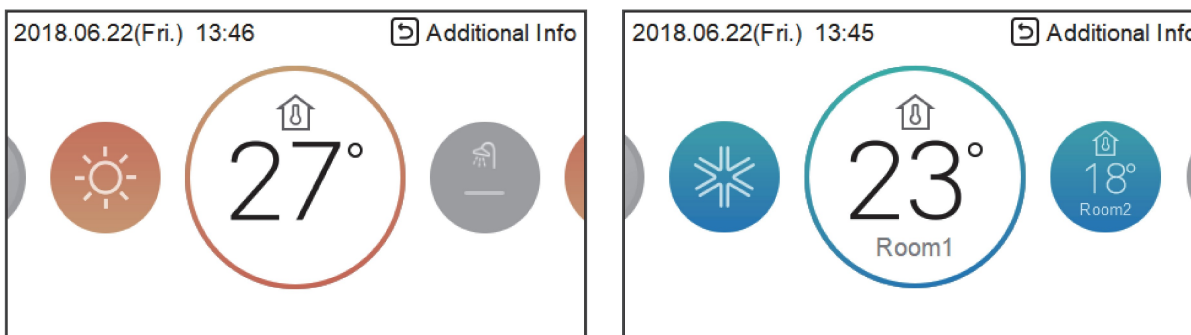 2018.06.22(Fri.) 13:46 Additional Info
27°
2018.06.22(Fri.) 13:45 Additional Info
23°
Room1
18°
Room2